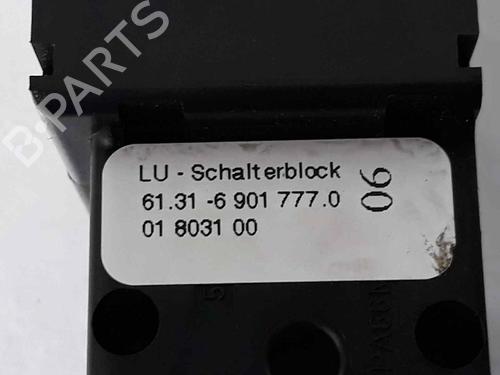 LU - Schalterblock
61.31 -6 901 777.0
01 8031 00
06
B-PARTS